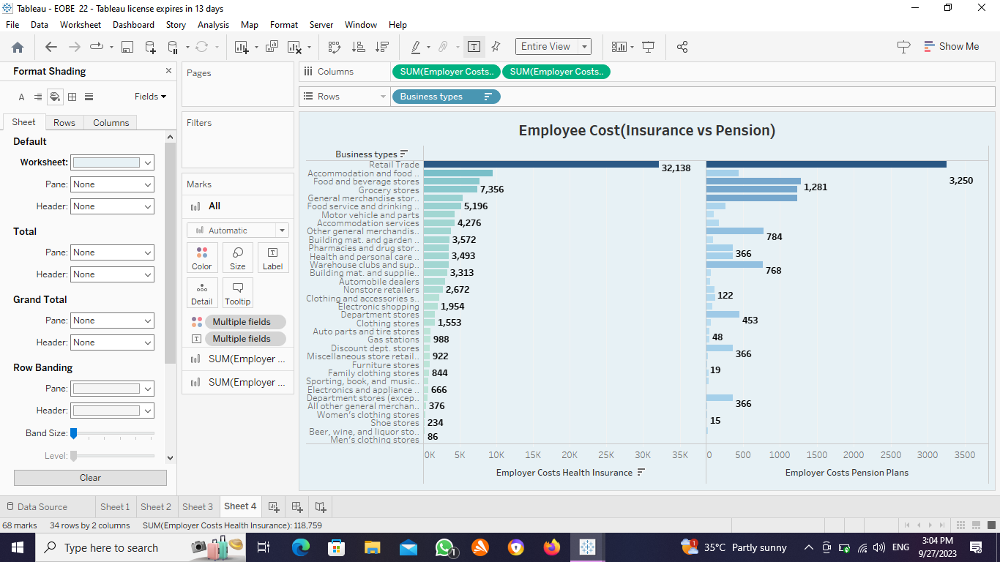 Tableau - EOBE 22 - Tableau license expires in 13 days
File Data Worksheet Dashboard Story Analysis Map Format Server Window Help
Entire View
Show Me
Format Shading
Fields
Sheet Rows Columns
Default
Worksheet:
Pane: None
Header: None
Total
Pane: None
Header: None
Grand Total
Pane: None
Header: None
Row Banding
Pane:
Header:
Band Size:
Level:
Clear
Pages
Filters
Marks
All
Automatic
Color Size Label
Detail Tooltip
Multiple fields
Multiple fields
SUM(Employer ...
SUM(Employer ...
Columns SUM(Employer Costs.. SUM(Employer Costs..
Rows Business types
Employee Cost(Insurance vs Pension)
Business types
Retail Trade 32,138 3,250
Accommodation and food ..
Food and beverage stores 1,281
Grocery stores 7,356
General merchandise stor..
Food service and drinking .. 5,196
Motor vehicle and parts
Accommodation services 4,276
Other general merchandis.. 784
Building mat. and garden .. 3,572
Pharmacies and drug stor.. 366
Health and personal care .. 3,493
Warehouse clubs and sup.. 768
Building mat. and supplie.. 3,313
Automobile dealers
Nonstore retailers 2,672
Clothing and accessories s.. 122
Electronic shopping 1,954
Department stores 453
Clothing stores 1,553
Auto parts and tire stores 48
Gas stations 988
Discount dept. stores 366
Miscellaneous store retail.. 922
Furniture stores 19
Family clothing stores 844
Sporting, book, and music..
Electronics and appliance .. 666
Department stores (excep.. 366
All other general merchan.. 376
Women's clothing stores 15
Shoe stores 234
Beer, wine, and liquor sto..
Men's clothing stores 86
0K 5K 10K 15K 20K 25K 30K 35K 0 500 1000 1500 2000 2500 3000 3500
Employer Costs Health Insurance Employer Costs Pension Plans
Data Source Sheet 1 Sheet 2 Sheet 3 Sheet 4
68 marks 34 rows by 2 columns SUM(Employer Costs Health Insurance): 118,759
Type here to search
1
1
35°C Partly sunny
ENG
3:04 PM
9/27/2023